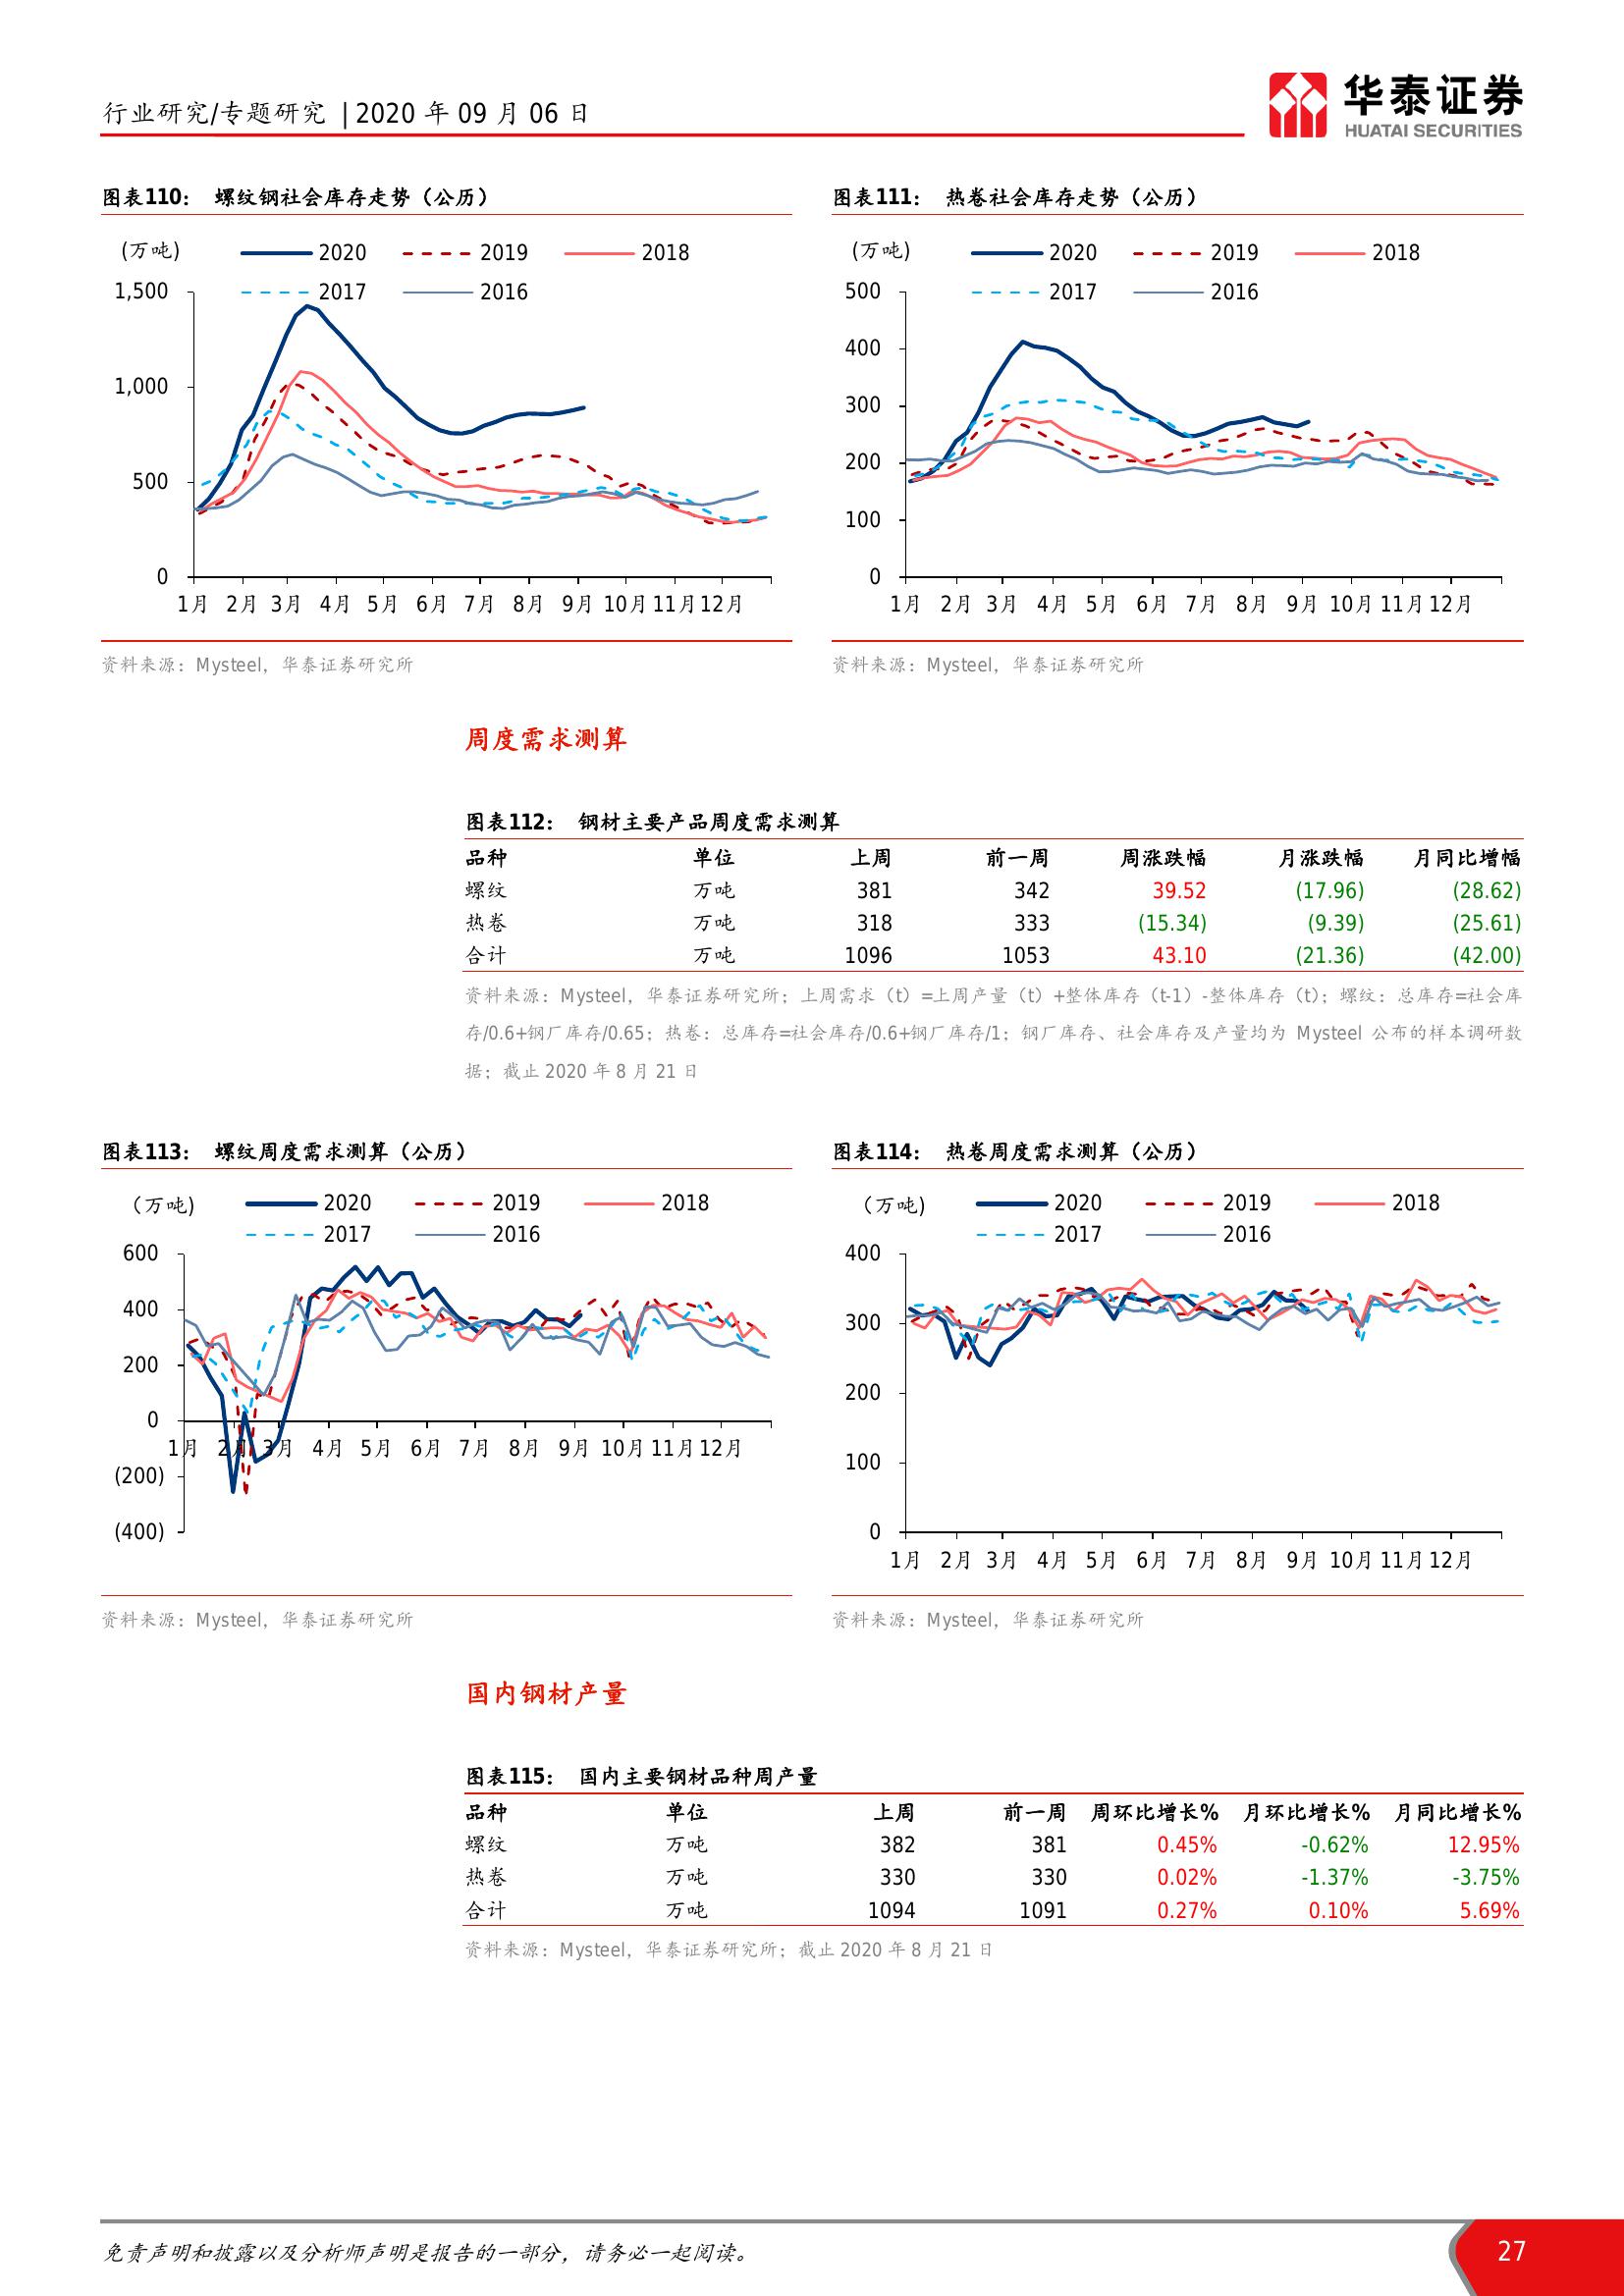 行业研究/专题研究 | 2020 年 09 月 06 日
华泰证券
HUATAI SECURITIES
图表110： 螺纹钢社会库存走势（公历）
(万吨)
2020 2019 2018
2017 2016
1,500
1,000
500
0
1月 2月 3月 4月 5月 6月 7月 8月 9月 10月 11月 12月
资料来源：Mysteel，华泰证券研究所
图表111： 热卷社会库存走势（公历）
(万吨)
2020 2019 2018
2017 2016
500
400
300
200
100
0
1月 2月 3月 4月 5月 6月 7月 8月 9月 10月 11月 12月
资料来源：Mysteel，华泰证券研究所
周度需求测算
图表112： 钢材主要产品周度需求测算
品种 单位 上周 前一周 周涨跌幅 月涨跌幅 月同比增幅
螺纹 万吨 381 342 39.52 (17.96) (28.62)
热卷 万吨 318 333 (15.34) (9.39) (25.61)
合计 万吨 1096 1053 43.10 (21.36) (42.00)
资料来源：Mysteel，华泰证券研究所；上周需求（t）=上周产量（t）+整体库存（t-1）-整体库存（t）；螺纹：总库存=社会库
存/0.6+钢厂库存/0.65；热卷：总库存=社会库存/0.6+钢厂库存/1；钢厂库存、社会库存及产量均为 Mysteel 公布的样本调研数
据；截止 2020 年 8 月 21 日
图表113： 螺纹周度需求测算（公历）
（万吨）
2020 2019 2018
2017 2016
600
400
200
0
(200)
(400)
1月 2月 3月 4月 5月 6月 7月 8月 9月 10月 11月 12月
资料来源：Mysteel，华泰证券研究所
图表114： 热卷周度需求测算（公历）
（万吨）
2020 2019 2018
2017 2016
400
300
200
100
0
1月 2月 3月 4月 5月 6月 7月 8月 9月 10月 11月 12月
资料来源：Mysteel，华泰证券研究所
国内钢材产量
图表115： 国内主要钢材品种周产量
品种 单位 上周 前一周 周环比增长% 月环比增长% 月同比增长%
螺纹 万吨 382 381 0.45% -0.62% 12.95%
热卷 万吨 330 330 0.02% -1.37% -3.75%
合计 万吨 1094 1091 0.27% 0.10% 5.69%
资料来源：Mysteel，华泰证券研究所；截止 2020 年 8 月 21 日
免责声明和披露以及分析师声明是报告的一部分，请务必一起阅读。
27